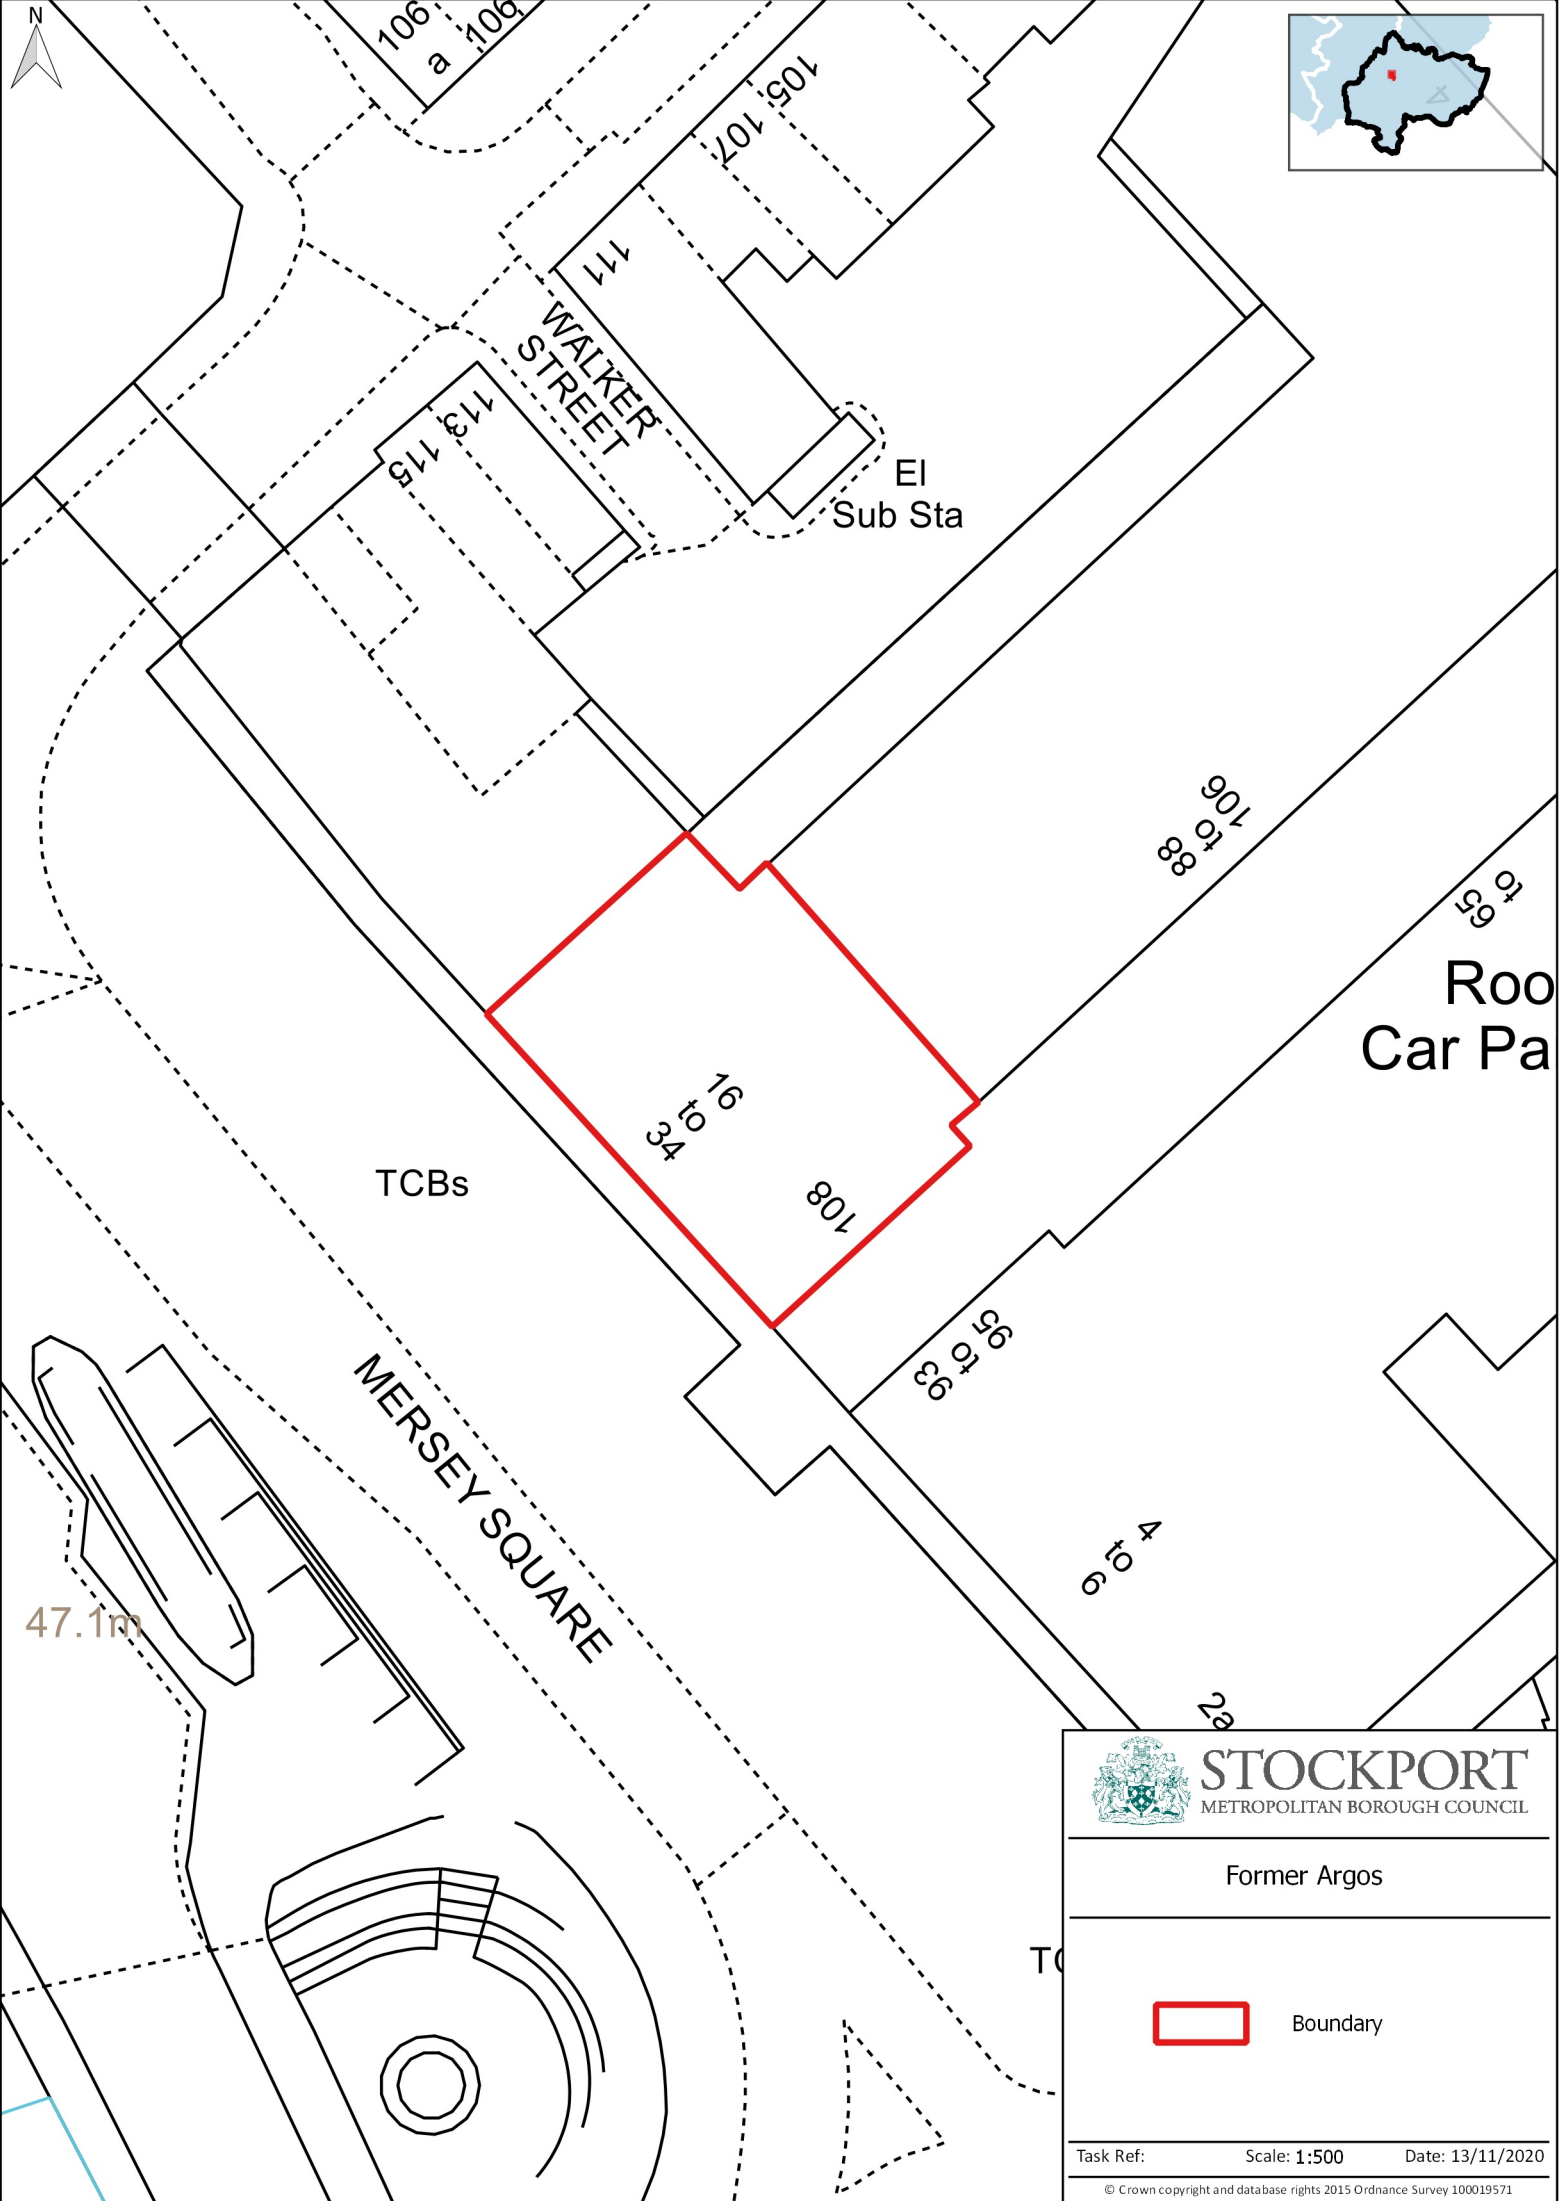 N
106
a
106
105
107
111
WALKER
STREET
113
115
El
Sub Sta
4
106
to
88
to
65
Roo
Car Pa
16
to
34
108
TCBs
95
to
93
MERSEY SQUARE
4
to
6
47.1m
2a
STOCKPORT
METROPOLITAN BOROUGH COUNCIL
Former Argos
TC
Boundary
Task Ref:
Scale: 1:500
Date: 13/11/2020
© Crown copyright and database rights 2015 Ordnance Survey 100019571